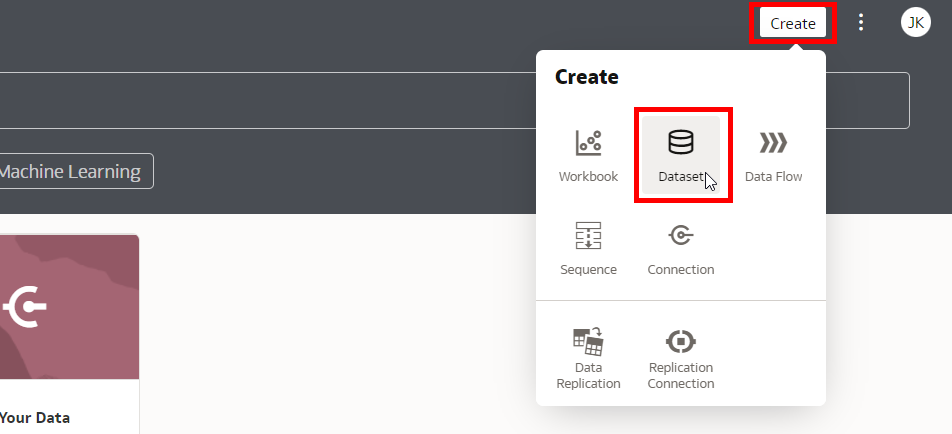 Create
JK
Create
Machine Learning
Workbook
Dataset
Data Flow
Sequence
Connection
Data
Replication
Replication
Connection
Your Data